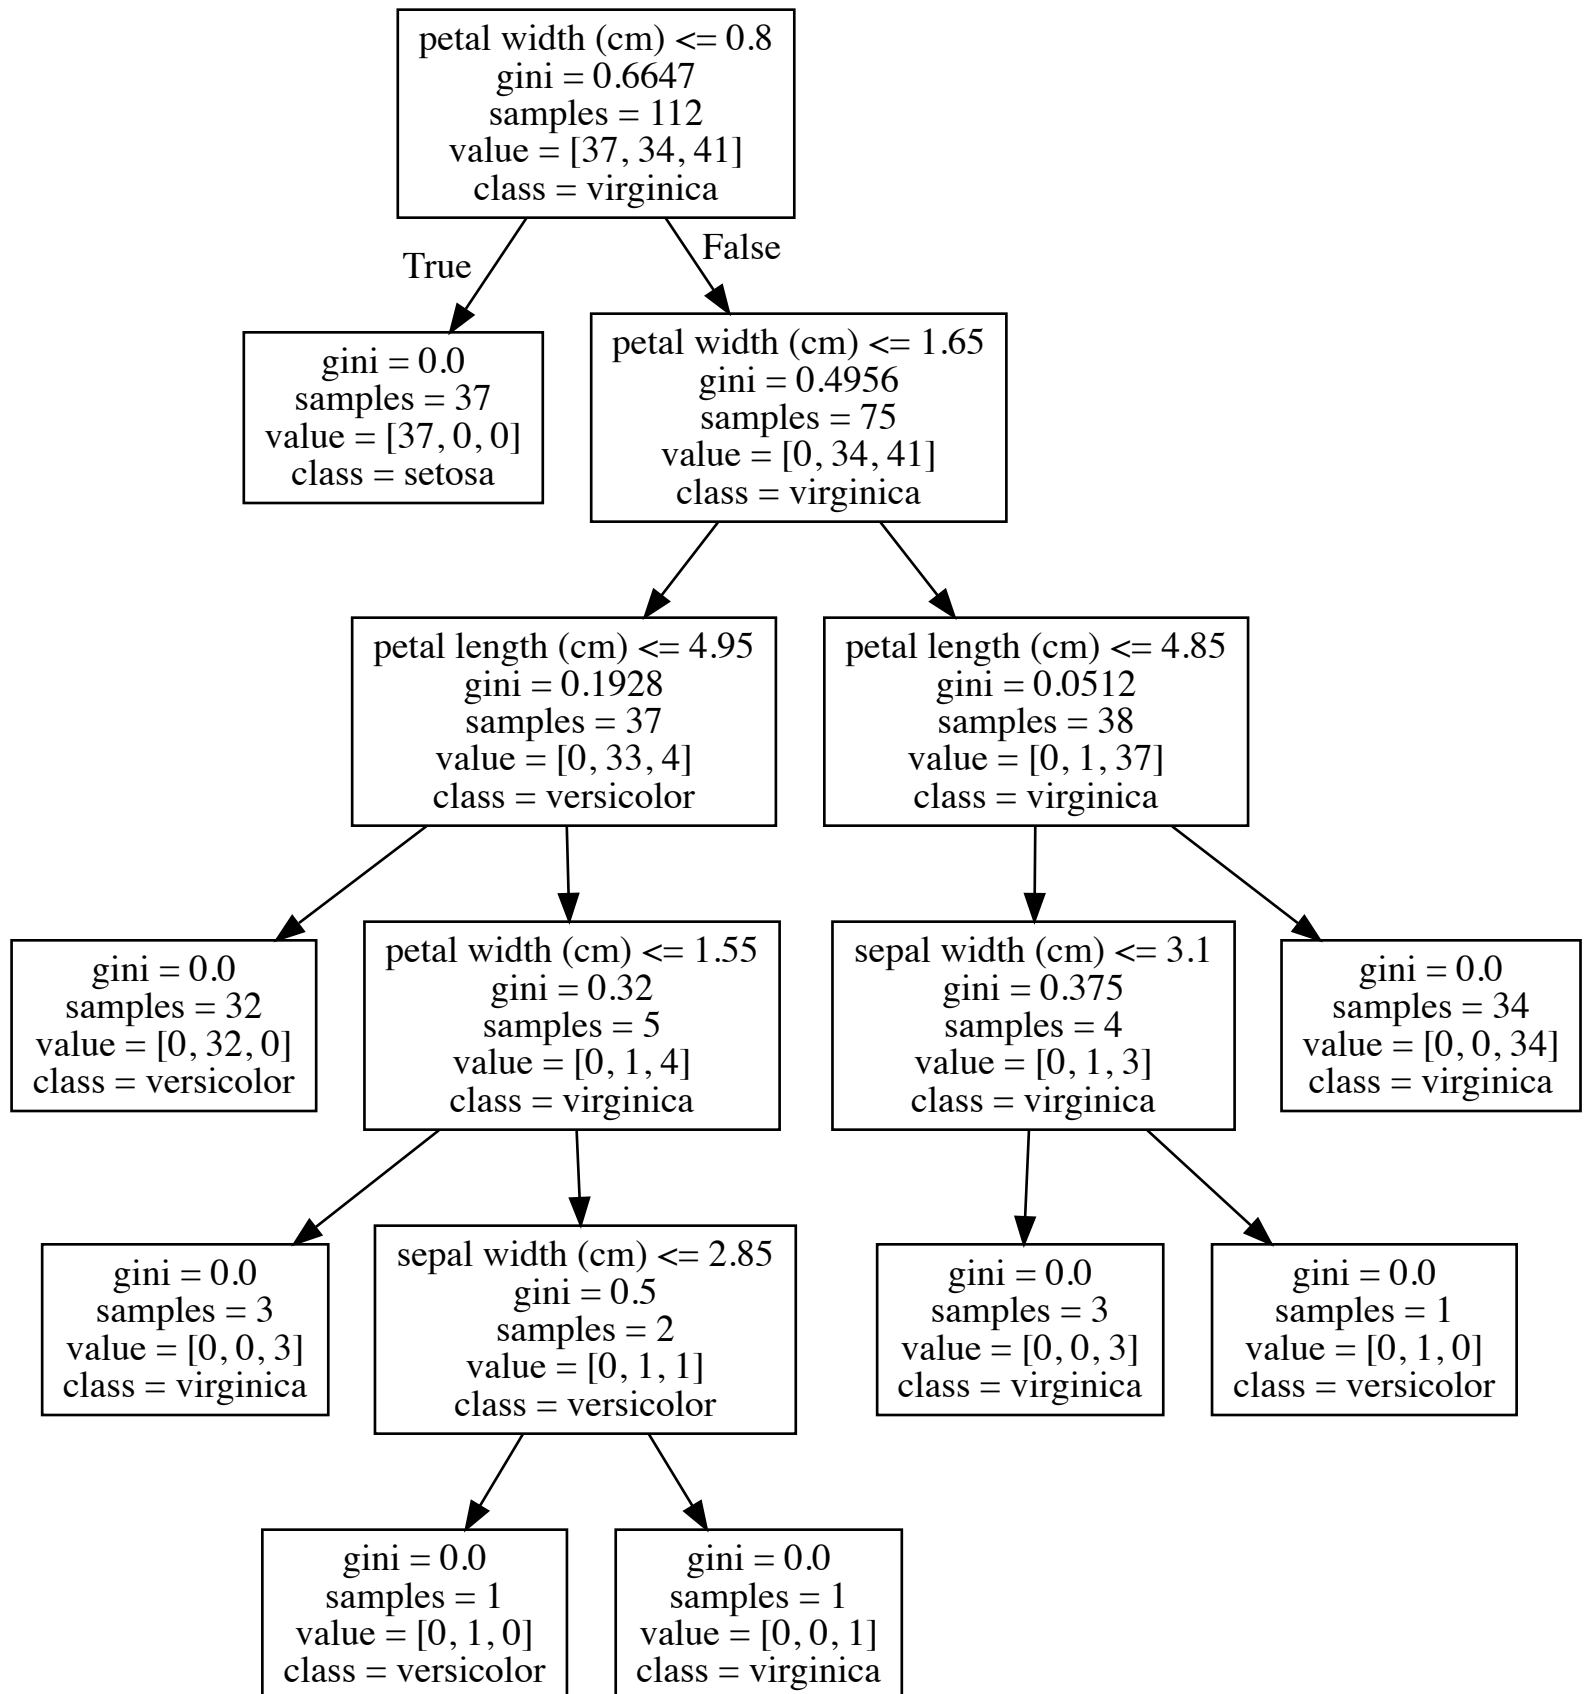 petal width (cm) <= 0.8
gini = 0.6647
samples = 112
value = [37, 34, 41]
class = virginica
True
False
gini = 0.0
samples = 37
value = [37, 0, 0]
class = setosa
petal width (cm) <= 1.65
gini = 0.4956
samples = 75
value = [0, 34, 41]
class = virginica
petal length (cm) <= 4.95
gini = 0.1928
samples = 37
value = [0, 33, 4]
class = versicolor
petal length (cm) <= 4.85
gini = 0.0512
samples = 38
value = [0, 1, 37]
class = virginica
gini = 0.0
samples = 32
value = [0, 32, 0]
class = versicolor
petal width (cm) <= 1.55
gini = 0.32
samples = 5
value = [0, 1, 4]
class = virginica
sepal width (cm) <= 3.1
gini = 0.375
samples = 4
value = [0, 1, 3]
class = virginica
gini = 0.0
samples = 34
value = [0, 0, 34]
class = virginica
gini = 0.0
samples = 3
value = [0, 0, 3]
class = virginica
sepal width (cm) <= 2.85
gini = 0.5
samples = 2
value = [0, 1, 1]
class = versicolor
gini = 0.0
samples = 3
value = [0, 0, 3]
class = virginica
gini = 0.0
samples = 1
value = [0, 1, 0]
class = versicolor
gini = 0.0
samples = 1
value = [0, 1, 0]
class = versicolor
gini = 0.0
samples = 1
value = [0, 0, 1]
class = virginica